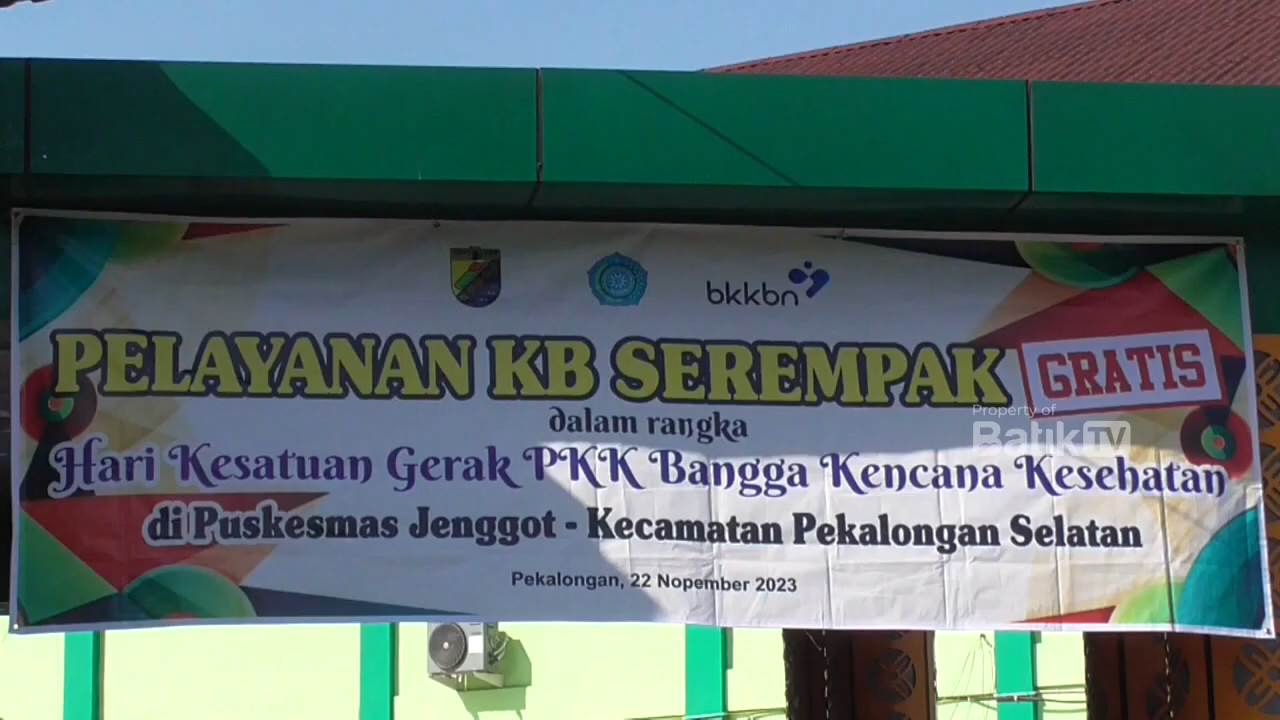 bkkbn
PELAYANAN KB SEREMPAK GRATIS
dalam rangka
Hari Kesatuan Gerak PKK Bangga Kencana Kesehatan
di Puskesmas Jenggot - Kecamatan Pekalongan Selatan
Pekalongan, 22 Nopember 2023
Property of
BatikTV